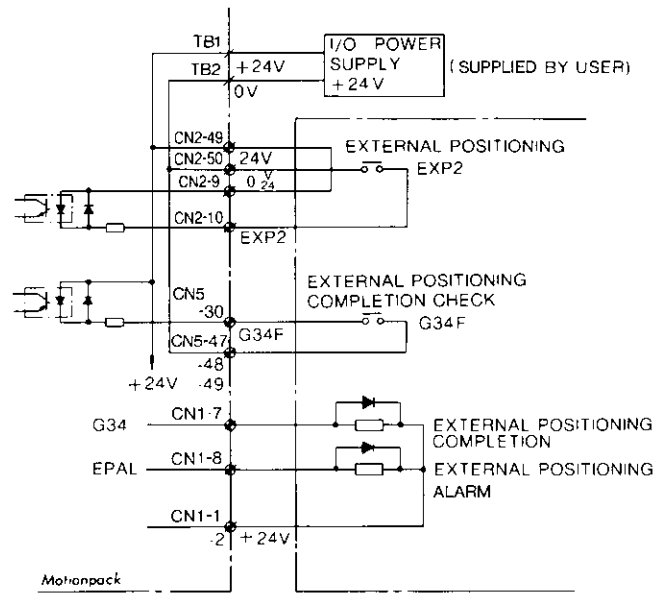 TB1
I/O POWER
SUPPLY
+24V
(SUPPLIED BY USER)
+24V
TB2
0V
CN2-49
EXTERNAL POSITIONING
EXP2
CN2-50
24V
CN2-9
0 V
24
CN2-10
EXP2
EXTERNAL POSITIONING
COMPLETION CHECK
G34F
CN5
-30
G34F
CN5-47
-48
-49
+24V
G34
CN1-7
EXTERNAL POSITIONING
COMPLETION
EPAL
CN1-8
EXTERNAL POSITIONING
ALARM
CN1-1
-2
+24V
Motionpack